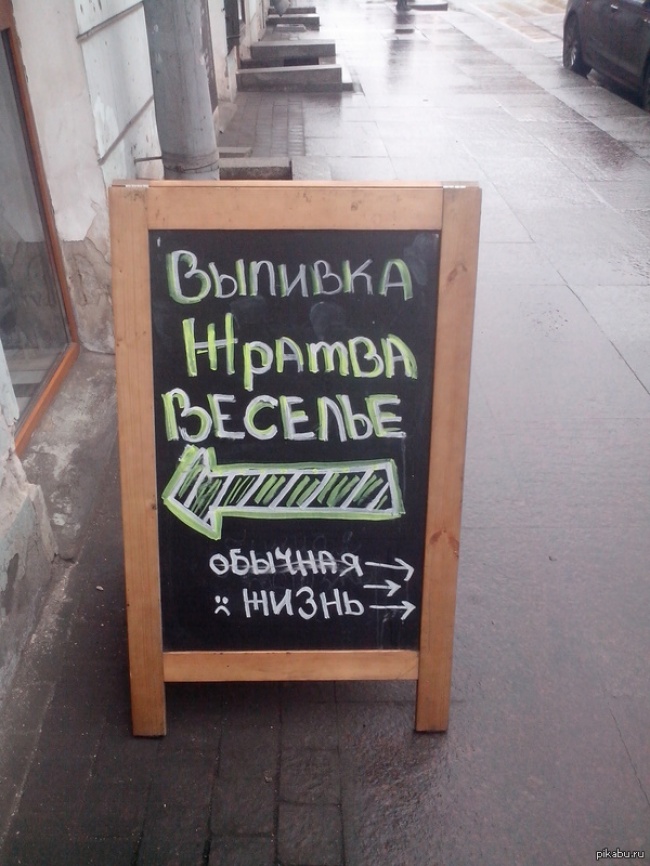 Выпивка
Жратва
Веселье
обычная
жизнь
pikabu.ru